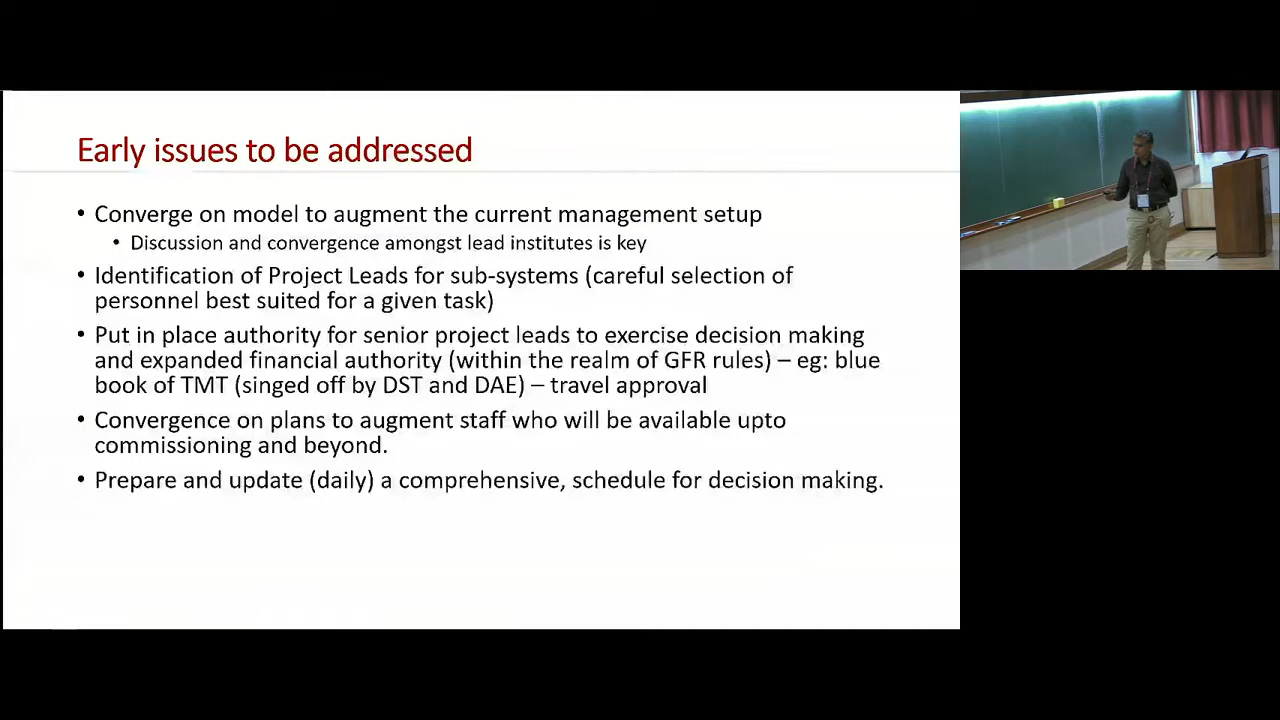 Early issues to be addressed
• Converge on model to augment the current management setup
• Discussion and convergence amongst lead institutes is key
• Identification of Project Leads for sub-systems (careful selection of
personnel best suited for a given task)
• Put in place authority for senior project leads to exercise decision making
and expanded financial authority (within the realm of GFR rules) – eg: blue
book of TMT (singed off by DST and DAE) – travel approval
• Convergence on plans to augment staff who will be available upto
commissioning and beyond.
• Prepare and update (daily) a comprehensive, schedule for decision making.